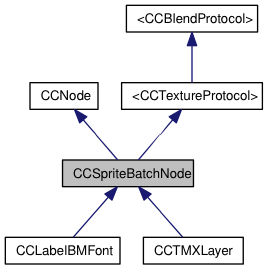 <CCBlendProtocol>
CCNode
<CCTextureProtocol>
CCSpriteBatchNode
CCLabelBMFont
CCTMXLayer